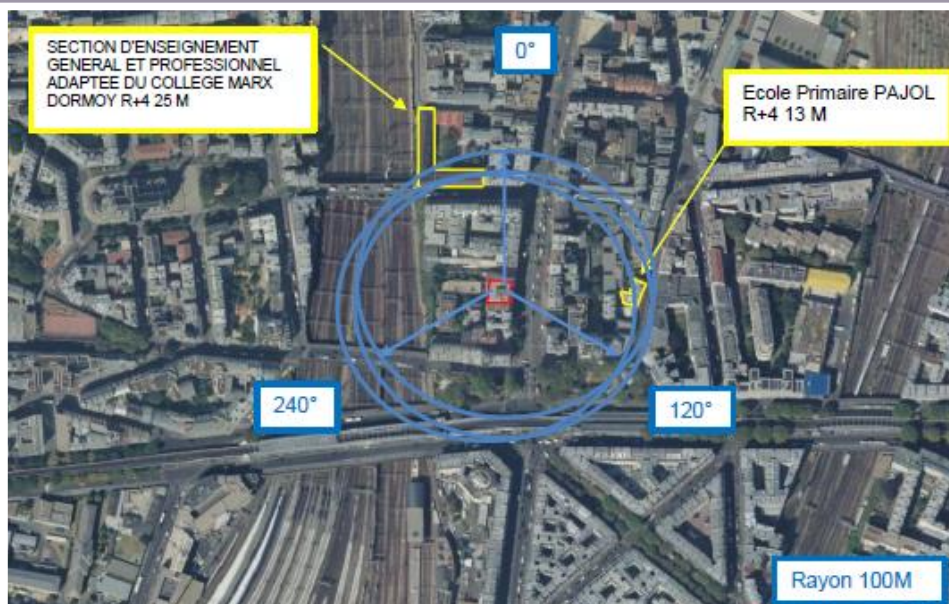 SECTION D'ENSEIGNEMENT
GENERAL ET PROFESSIONNEL
ADAPTEE DU COLLEGE MARX
DORMOY R+4 25 M
0°
Ecole Primaire PAJOL
R+4 13 M
240°
120°
Rayon 100M